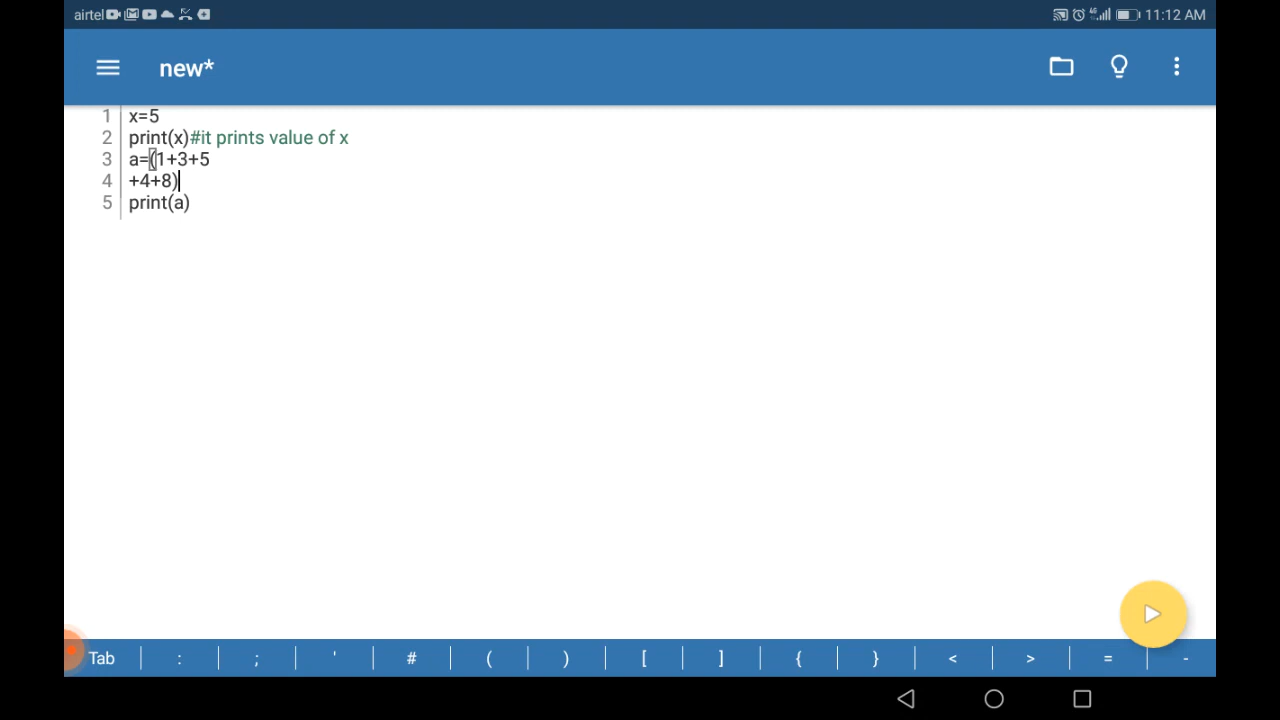 airtel 4G 11:12 AM
new*
1 x=5
2 print(x)#it prints value of x
3 a=(1+3+5
4 +4+8)
5 print(a)
Tab : ; ' # ( ) [ ] { } < > = -